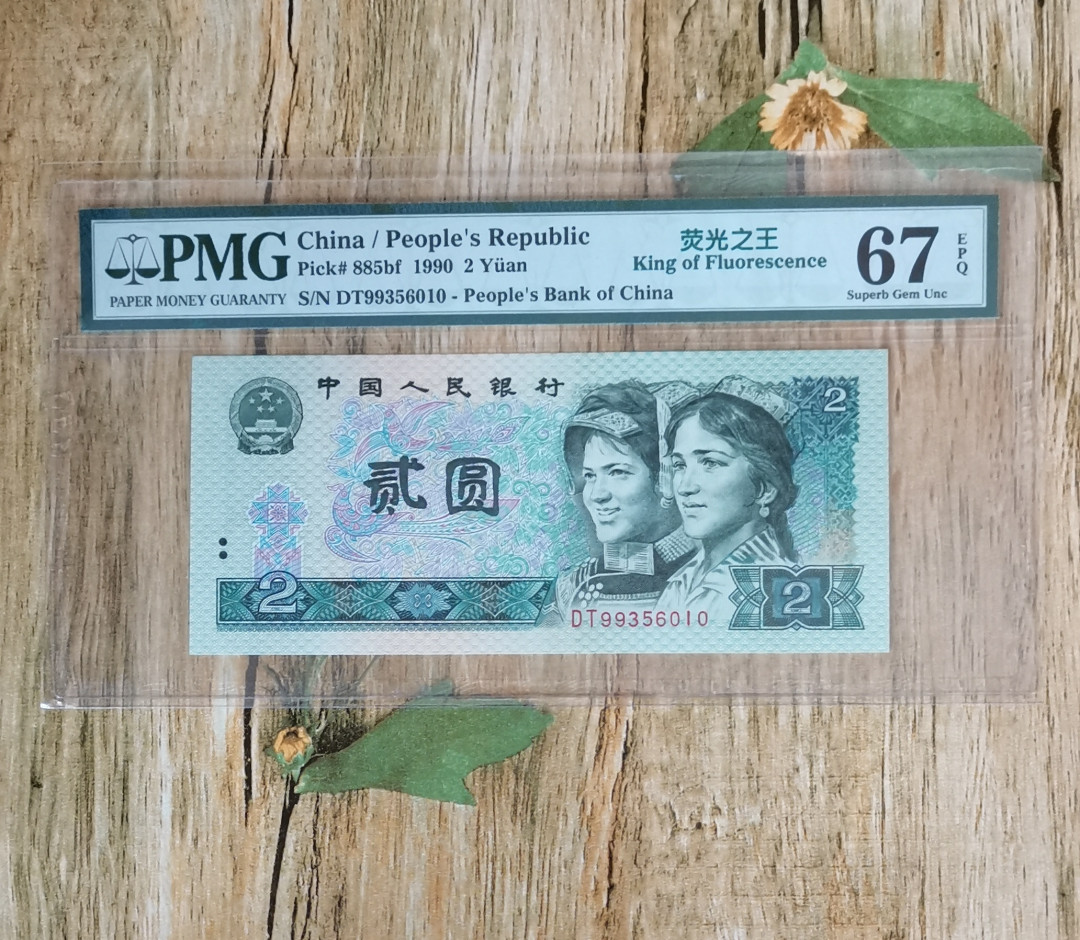 PMG
PAPER MONEY GUARANTY
China / People's Republic
Pick# 885bf 1990 2 Yüan
S/N DT99356010 - People's Bank of China
荧光之王
King of Fluorescence
67
Superb Gem Unc
EPQ
中国人民银行
2
贰圆
2
2
DT99356010